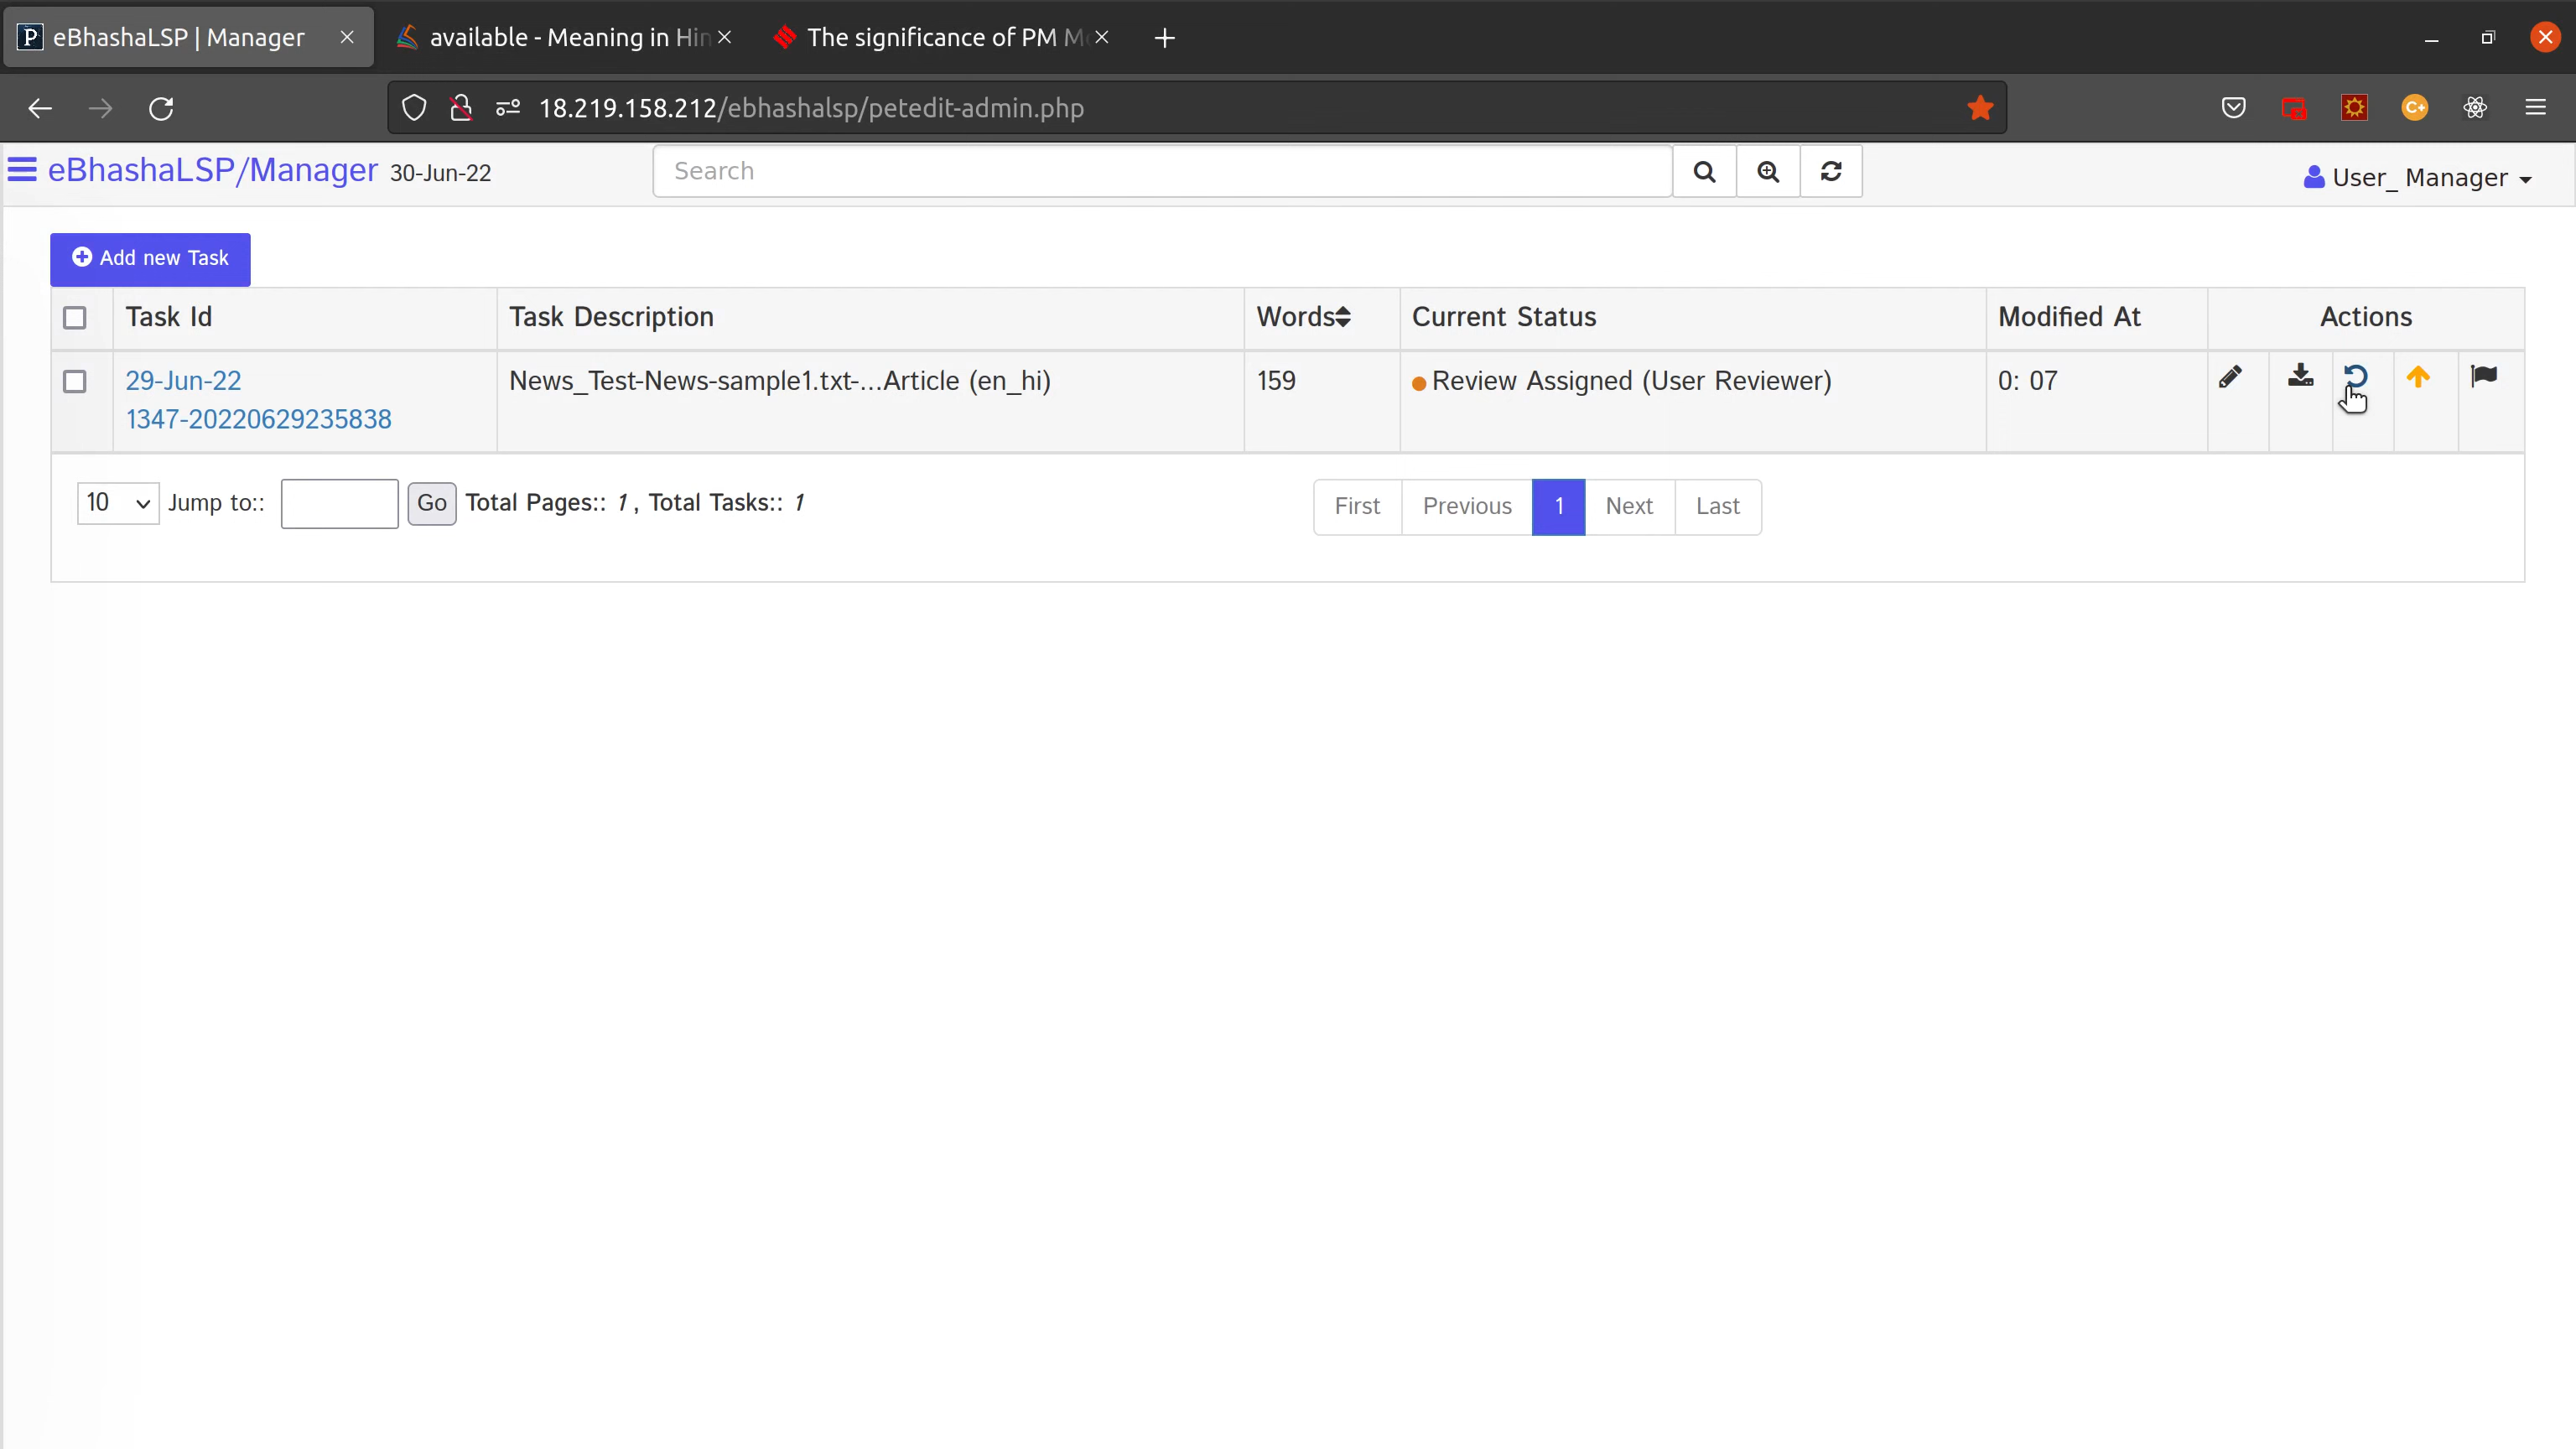 eBhashaLSP | Manager
available - Meaning in Hin
The significance of PM M
18.219.158.212/ebhashalsp/petedit-admin.php
eBhashaLSP/Manager 30-Jun-22
Search
User_ Manager
Add new Task
Task Id Task Description Words Current Status Modified At Actions
29-Jun-22 News_Test-News-sample1.txt-...Article (en_hi) 159 Review Assigned (User Reviewer) 0: 07
1347-20220629235838
10 Jump to:: Go Total Pages:: 1 , Total Tasks:: 1
First Previous 1 Next Last